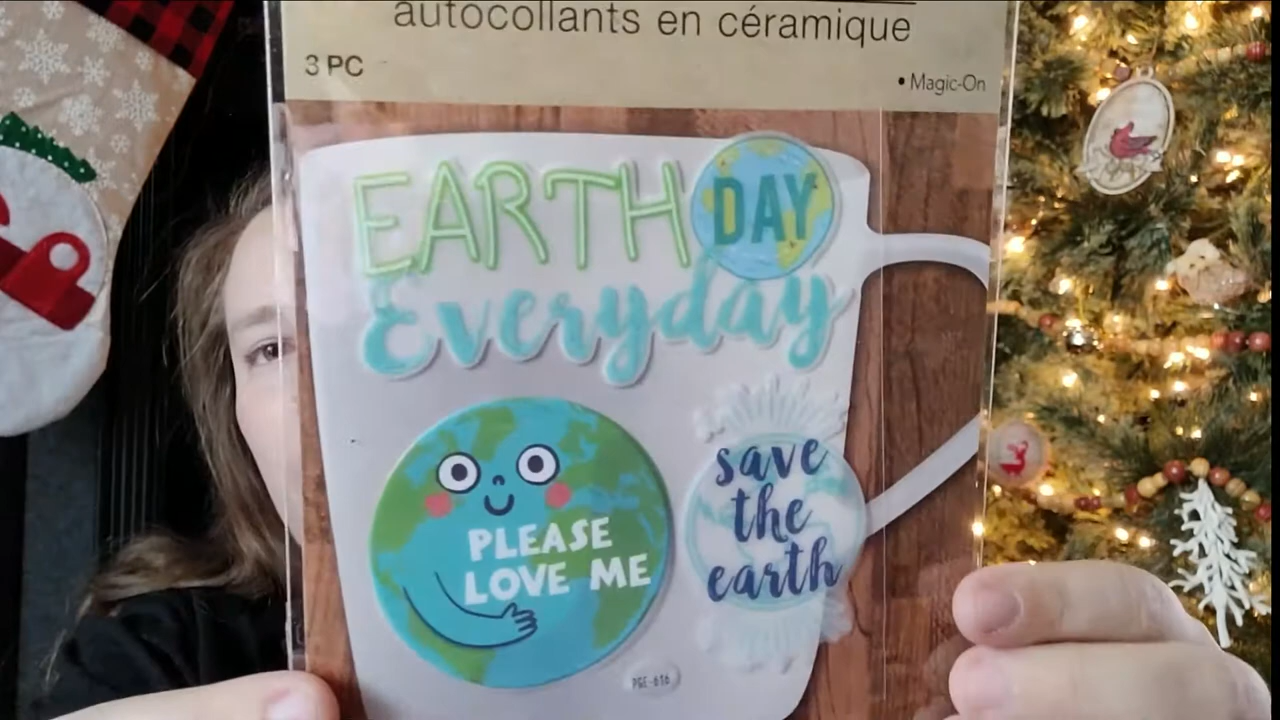 autocollants en céramique
3 PC
• Magic-On
EARTH DAY
Everyday
PLEASE
LOVE ME
save
the
earth
PGE-616